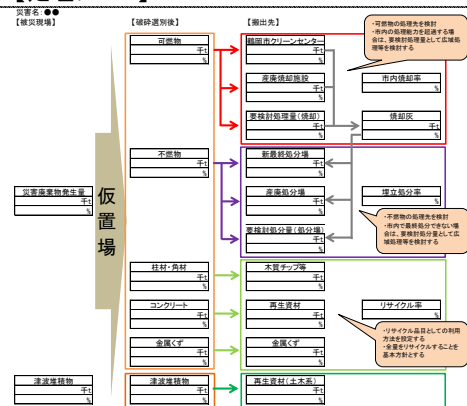 災害名:●●
【被災現場】
【破砕選別後】
【搬出先】
可燃物
千t
%
鶴岡市クリーンセンター
千t
%
・可燃物の処理先を検討
・市内の処理能力を超過する場
合は、要検討処理量として広域処
理等を検討する
産廃焼却施設
千t
%
市内焼却率
%
要検討処理量(焼却)
千t
%
焼却灰
千t
%
不燃物
千t
%
新最終処分場
千t
%
災害廃棄物発生量
千t
%
仮置場
産廃処分場
千t
%
埋立処分率
%
要検討処分量(処分場)
千t
%
・不燃物の処理先を検討
・市内で最終処分できない場
合は、要検討処分量として広
域処理等を検討する
柱材・角材
千t
%
木質チップ等
千t
%
コンクリート
千t
%
再生資材
千t
%
リサイクル率
%
金属くず
千t
%
金属くず
千t
%
・リサイクル品目としての利用
方法を設定する
・全量をリサイクルすることを
基本方針とする
津波堆積物
千t
%
津波堆積物
千t
%
再生資材(土木系)
千t
%